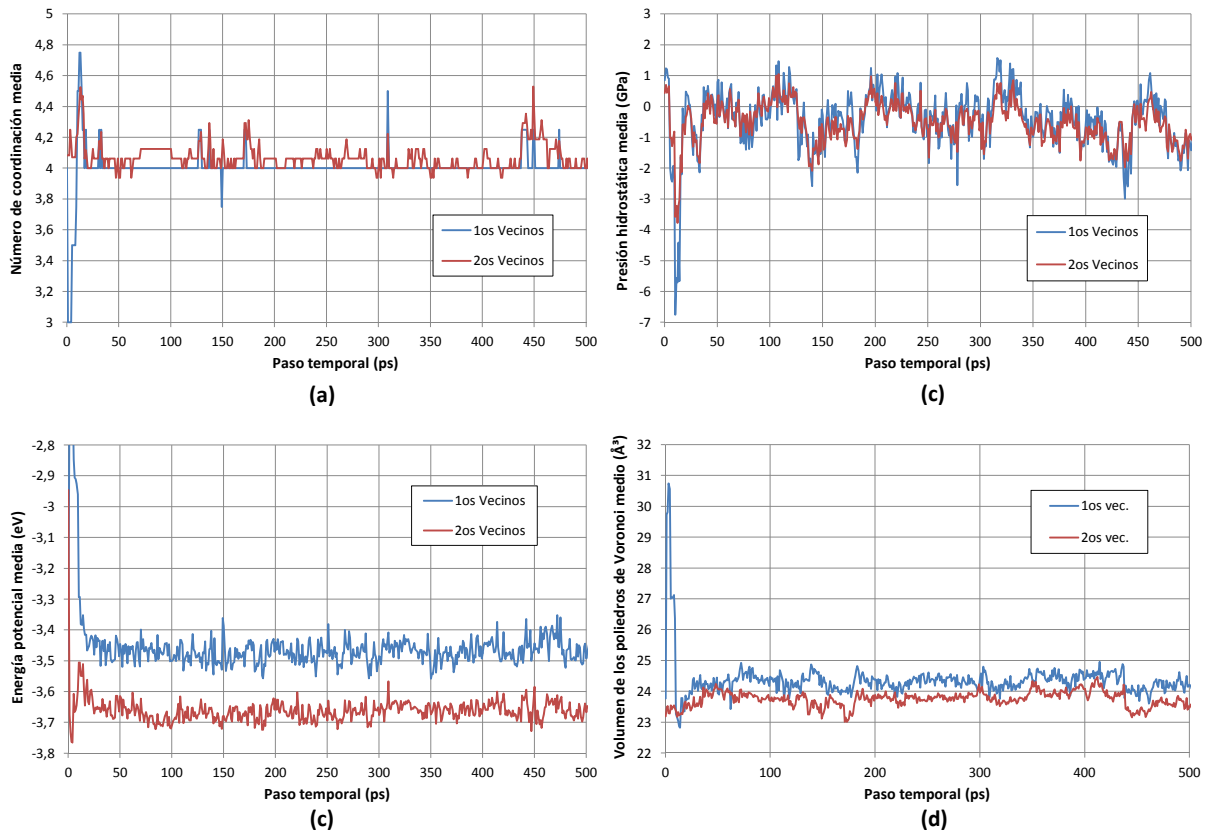 Número de coordinación media
4,8
4,6
4,4
4,2
4
3,8
3,6
3,4
3,2
3
1os Vecinos
2os Vecinos
0 50 100 150 200 250 300 350 400 450 500
Paso temporal (ps)
(a)
Presión hidrostática media (GPa)
3
2
1
0
-1
-2
-3
-4
-5
-6
-7
1os Vecinos
2os Vecinos
0 50 100 150 200 250 300 350 400 450 500
Paso temporal (ps)
(c)
Energía potencial media (eV)
-2,8
-2,9
-3
-3,1
-3,2
-3,3
-3,4
-3,5
-3,6
-3,7
-3,8
1os Vecinos
2os Vecinos
0 50 100 150 200 250 300 350 400 450 500
Paso temporal (ps)
(c)
Volumen de los poliedros de Voronoi medio (Å³)
32
31
30
29
28
27
26
25
24
23
22
1os vec.
2os vec.
0 100 200 300 400 500
Paso temporal (ps)
(d)